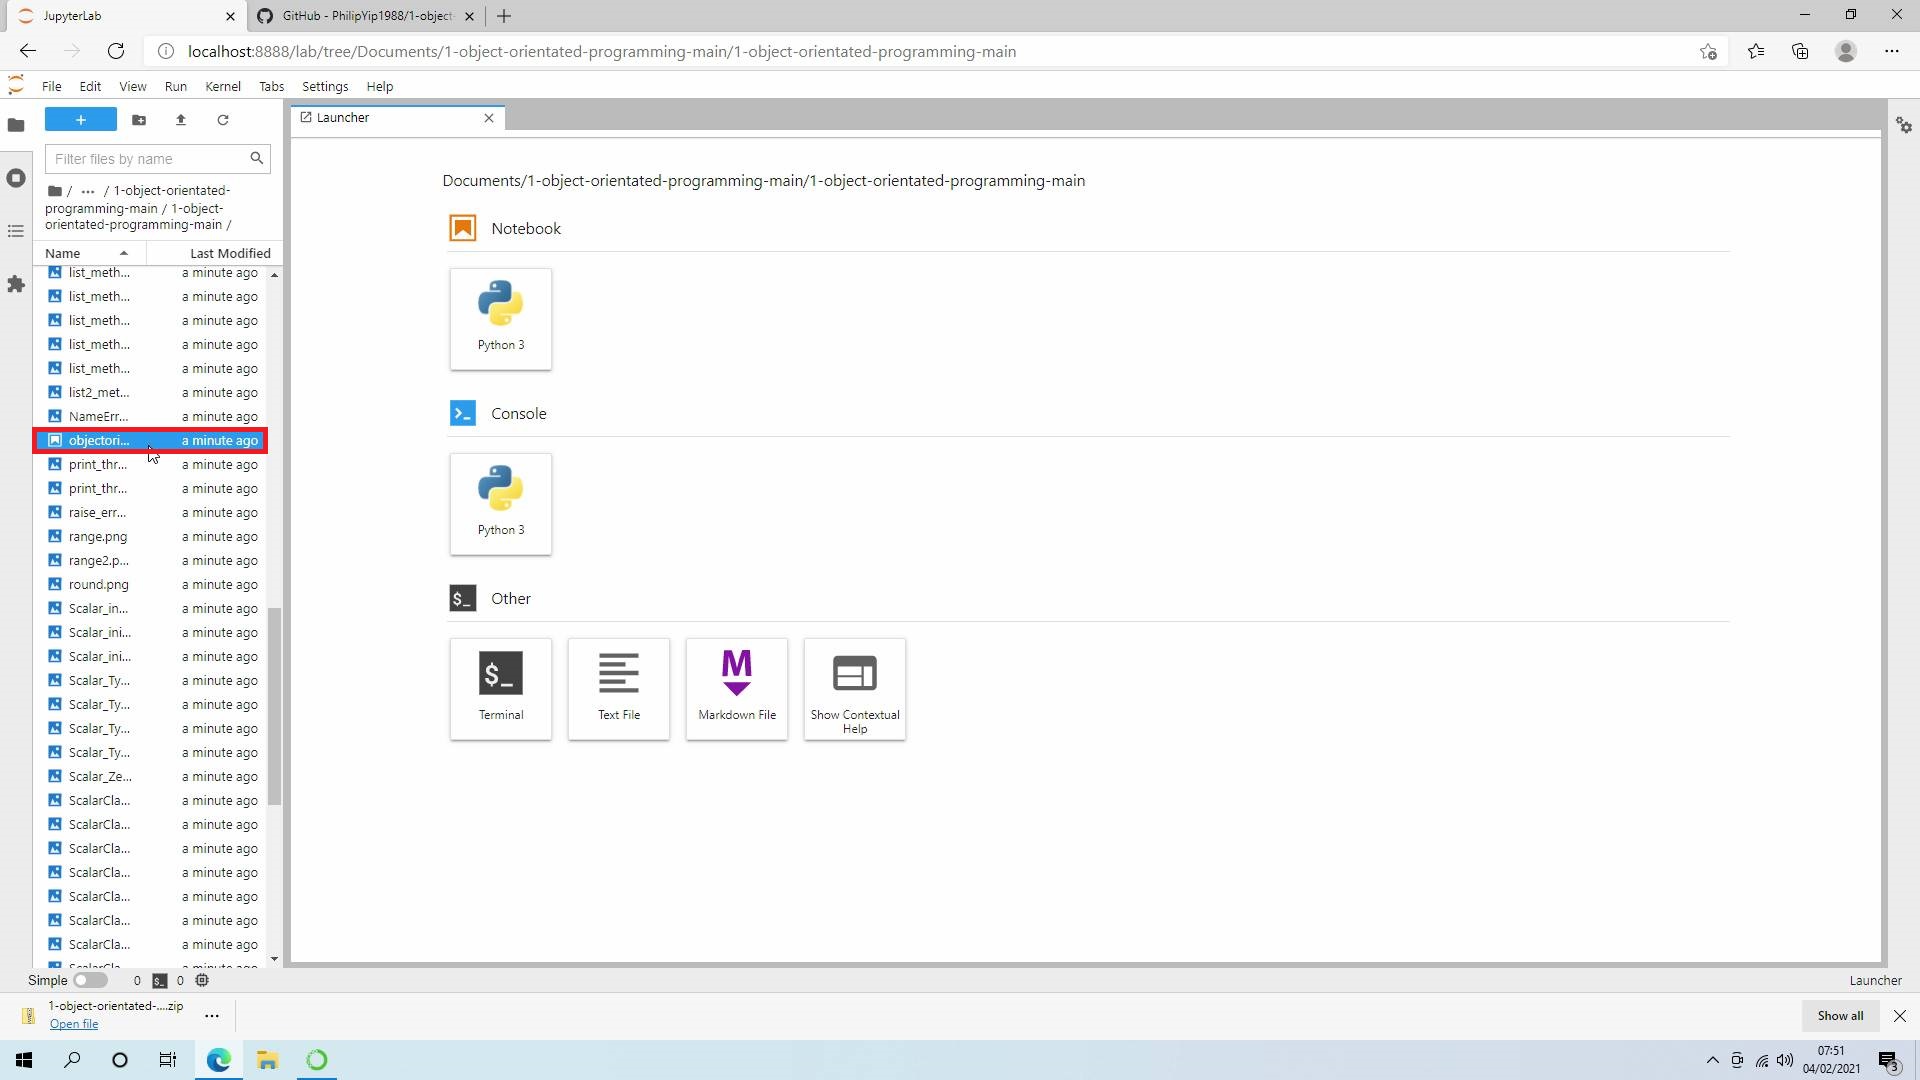 JupyterLab
GitHub - PhilipYip1988/1-object-
localhost:8888/lab/tree/Documents/1-object-orientated-programming-main/1-object-orientated-programming-main
File Edit View Run Kernel Tabs Settings Help
Launcher
Filter files by name
/ ... / 1-object-orientated-
programming-main / 1-object-
orientated-programming-main /
Name Last Modified
list_meth... a minute ago
list_meth... a minute ago
list_meth... a minute ago
list_meth... a minute ago
list_meth... a minute ago
list2_met... a minute ago
NameErr... a minute ago
objectori... a minute ago
print_thr... a minute ago
print_thr... a minute ago
raise_err... a minute ago
range.png a minute ago
range2.p... a minute ago
round.png a minute ago
Scalar_in... a minute ago
Scalar_ini... a minute ago
Scalar_ini... a minute ago
Scalar_Ty... a minute ago
Scalar_Ty... a minute ago
Scalar_Ty... a minute ago
Scalar_Ty... a minute ago
Scalar_Ze... a minute ago
ScalarCla... a minute ago
ScalarCla... a minute ago
ScalarCla... a minute ago
ScalarCla... a minute ago
ScalarCla... a minute ago
ScalarCla... a minute ago
ScalarCla... a minute ago
ScalarCla... a minute ago
Documents/1-object-orientated-programming-main/1-object-orientated-programming-main
Notebook
Python 3
>_ Console
Python 3
$_ Other
$_
Terminal
Text File
M
Markdown File
Show Contextual
Help
Simple 0 $_ 0
Launcher
1-object-orientated-....zip
Open file
Show all
07:51
04/02/2021
3